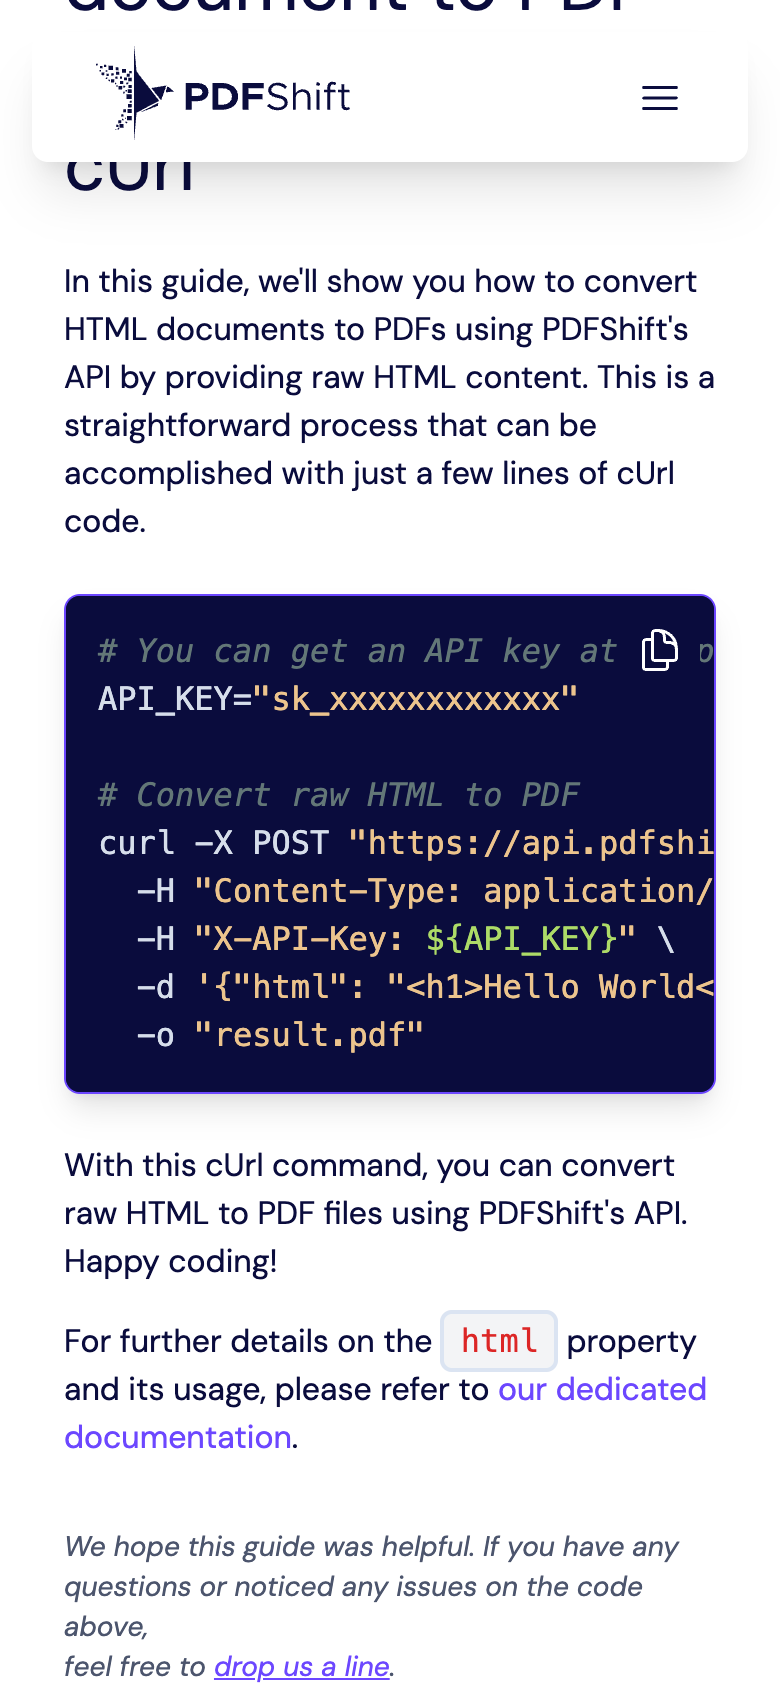 document to PDF
PDFShift
cUrl
In this guide, we'll show you how to convert
HTML documents to PDFs using PDFShift's
API by providing raw HTML content. This is a
straightforward process that can be
accomplished with just a few lines of cUrl
code.
# You can get an API key at
API_KEY="sk_xxxxxxxxxxxx"
# Convert raw HTML to PDF
curl -X POST "https://api.pdfshi
-H "Content-Type: application/
-H "X-API-Key: ${API_KEY}" \
-d '{"html": "<h1>Hello World<
-o "result.pdf"
With this cUrl command, you can convert
raw HTML to PDF files using PDFShift's API.
Happy coding!
For further details on the html property
and its usage, please refer to our dedicated
documentation.
We hope this guide was helpful. If you have any
questions or noticed any issues on the code
above,
feel free to drop us a line.